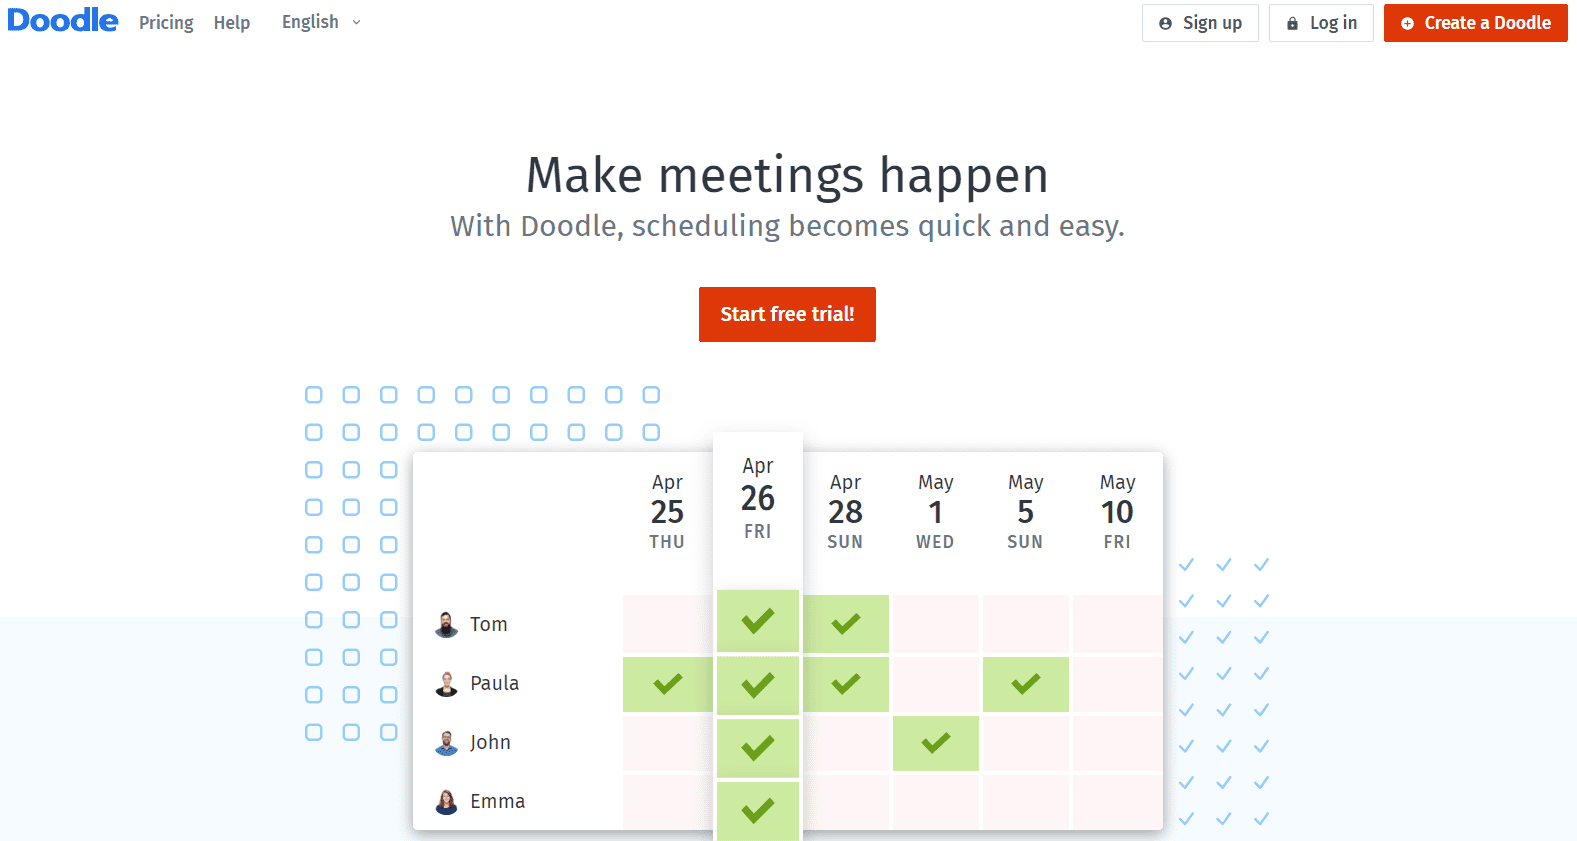 Doodle Pricing Help English Sign up Log in Create a Doodle
Make meetings happen
With Doodle, scheduling becomes quick and easy.
Start free trial!
Apr 25 THU
Apr 26 FRI
Apr 28 SUN
May 1 WED
May 5 SUN
May 10 FRI
Tom
Paula
John
Emma